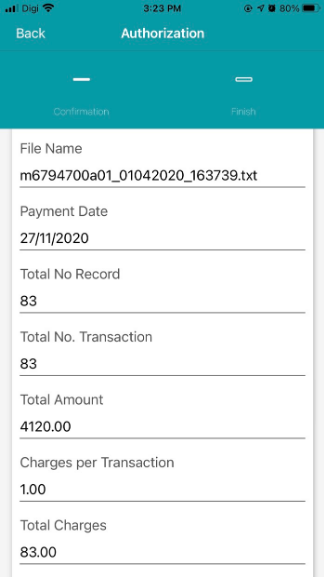 Digi 3:23 PM 80%
Back Authorization
Confirmation Finish
File Name
m6794700a01_01042020_163739.txt
Payment Date
27/11/2020
Total No Record
83
Total No. Transaction
83
Total Amount
4120.00
Charges per Transaction
1.00
Total Charges
83.00